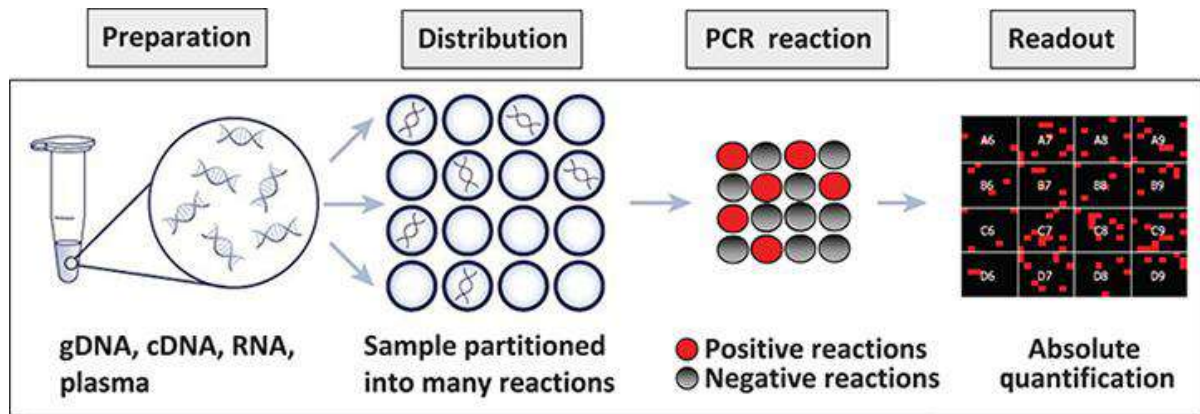 Preparation
Distribution
PCR reaction
Readout
A6
A7
A8
A9
B6
B7
B8
B9
C6
C7
C8
C9
D6
D7
D8
D9
gDNA, cDNA, RNA,
plasma
Sample partitioned
into many reactions
Positive reactions
Negative reactions
Absolute
quantification